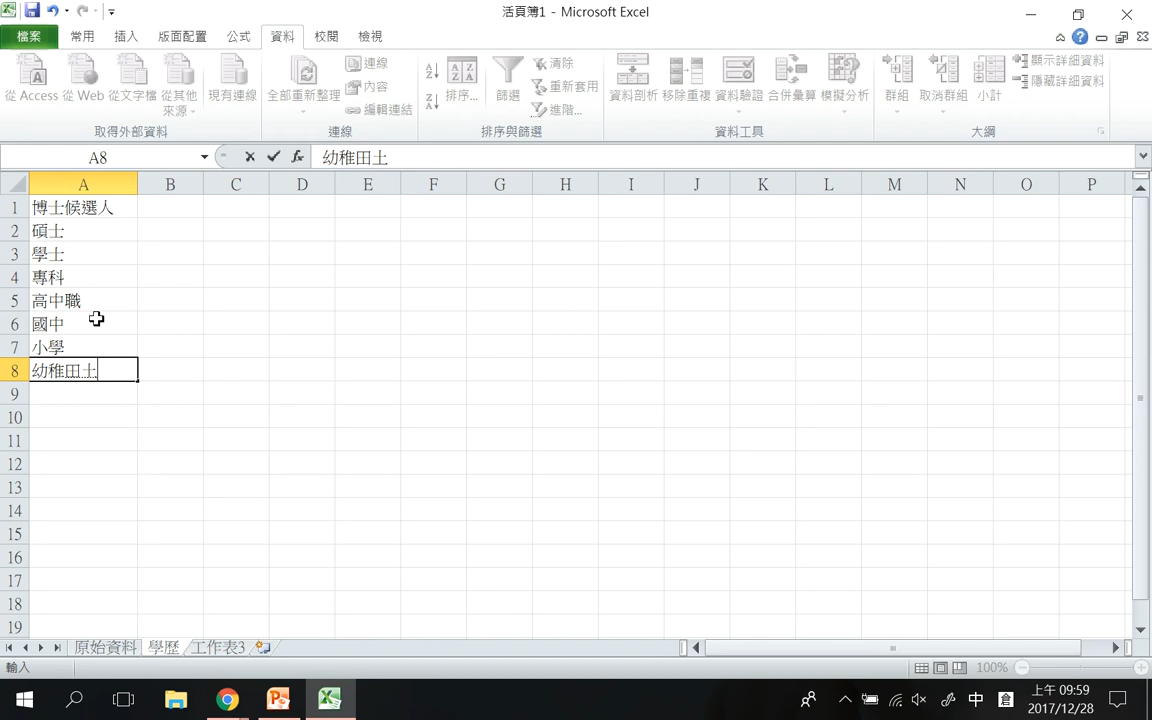 活頁簿1 - Microsoft Excel
檔案 常用 插入 版面配置 公式 資料 校閱 檢視
從 Access 從 Web 從文字檔 從其他來源 現有連線 全部重新整理 連線 內容 編輯連結 排序... 篩選 清除 重新套用 進階... 資料剖析 移除重複 資料驗證 合併彙算 模擬分析 群組 取消群組 小計 顯示詳細資料 隱藏詳細資料
取得外部資料 連線 排序與篩選 資料工具 大綱
A8 fx 幼稚田土
A B C D E F G H I J K L M N O P
1 博士候選人
2 碩士
3 學士
4 專科
5 高中職
6 國中
7 小學
8 幼稚田土
9
10
11
12
13
14
15
16
17
18
19
原始資料 學歷 工作表3
輸入 100%
中 倉 上午 09:59
2017/12/28